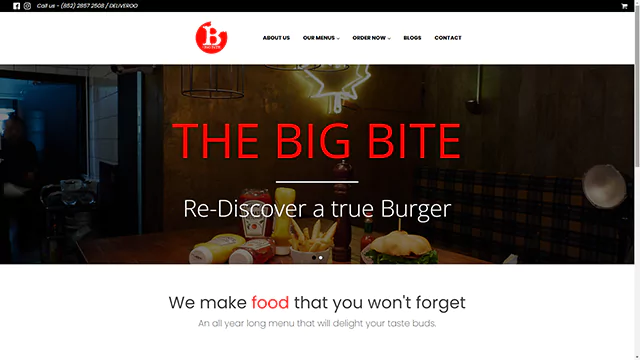 Call us - (852) 2857 2508 / DELIVEROO
B
BIG BITE
ABOUT US
OUR MENUS
ORDER NOW
BLOGS
CONTACT
THE BIG BITE
Re-Discover a true Burger
We make food that you won't forget
An all year long menu that will delight your taste buds.